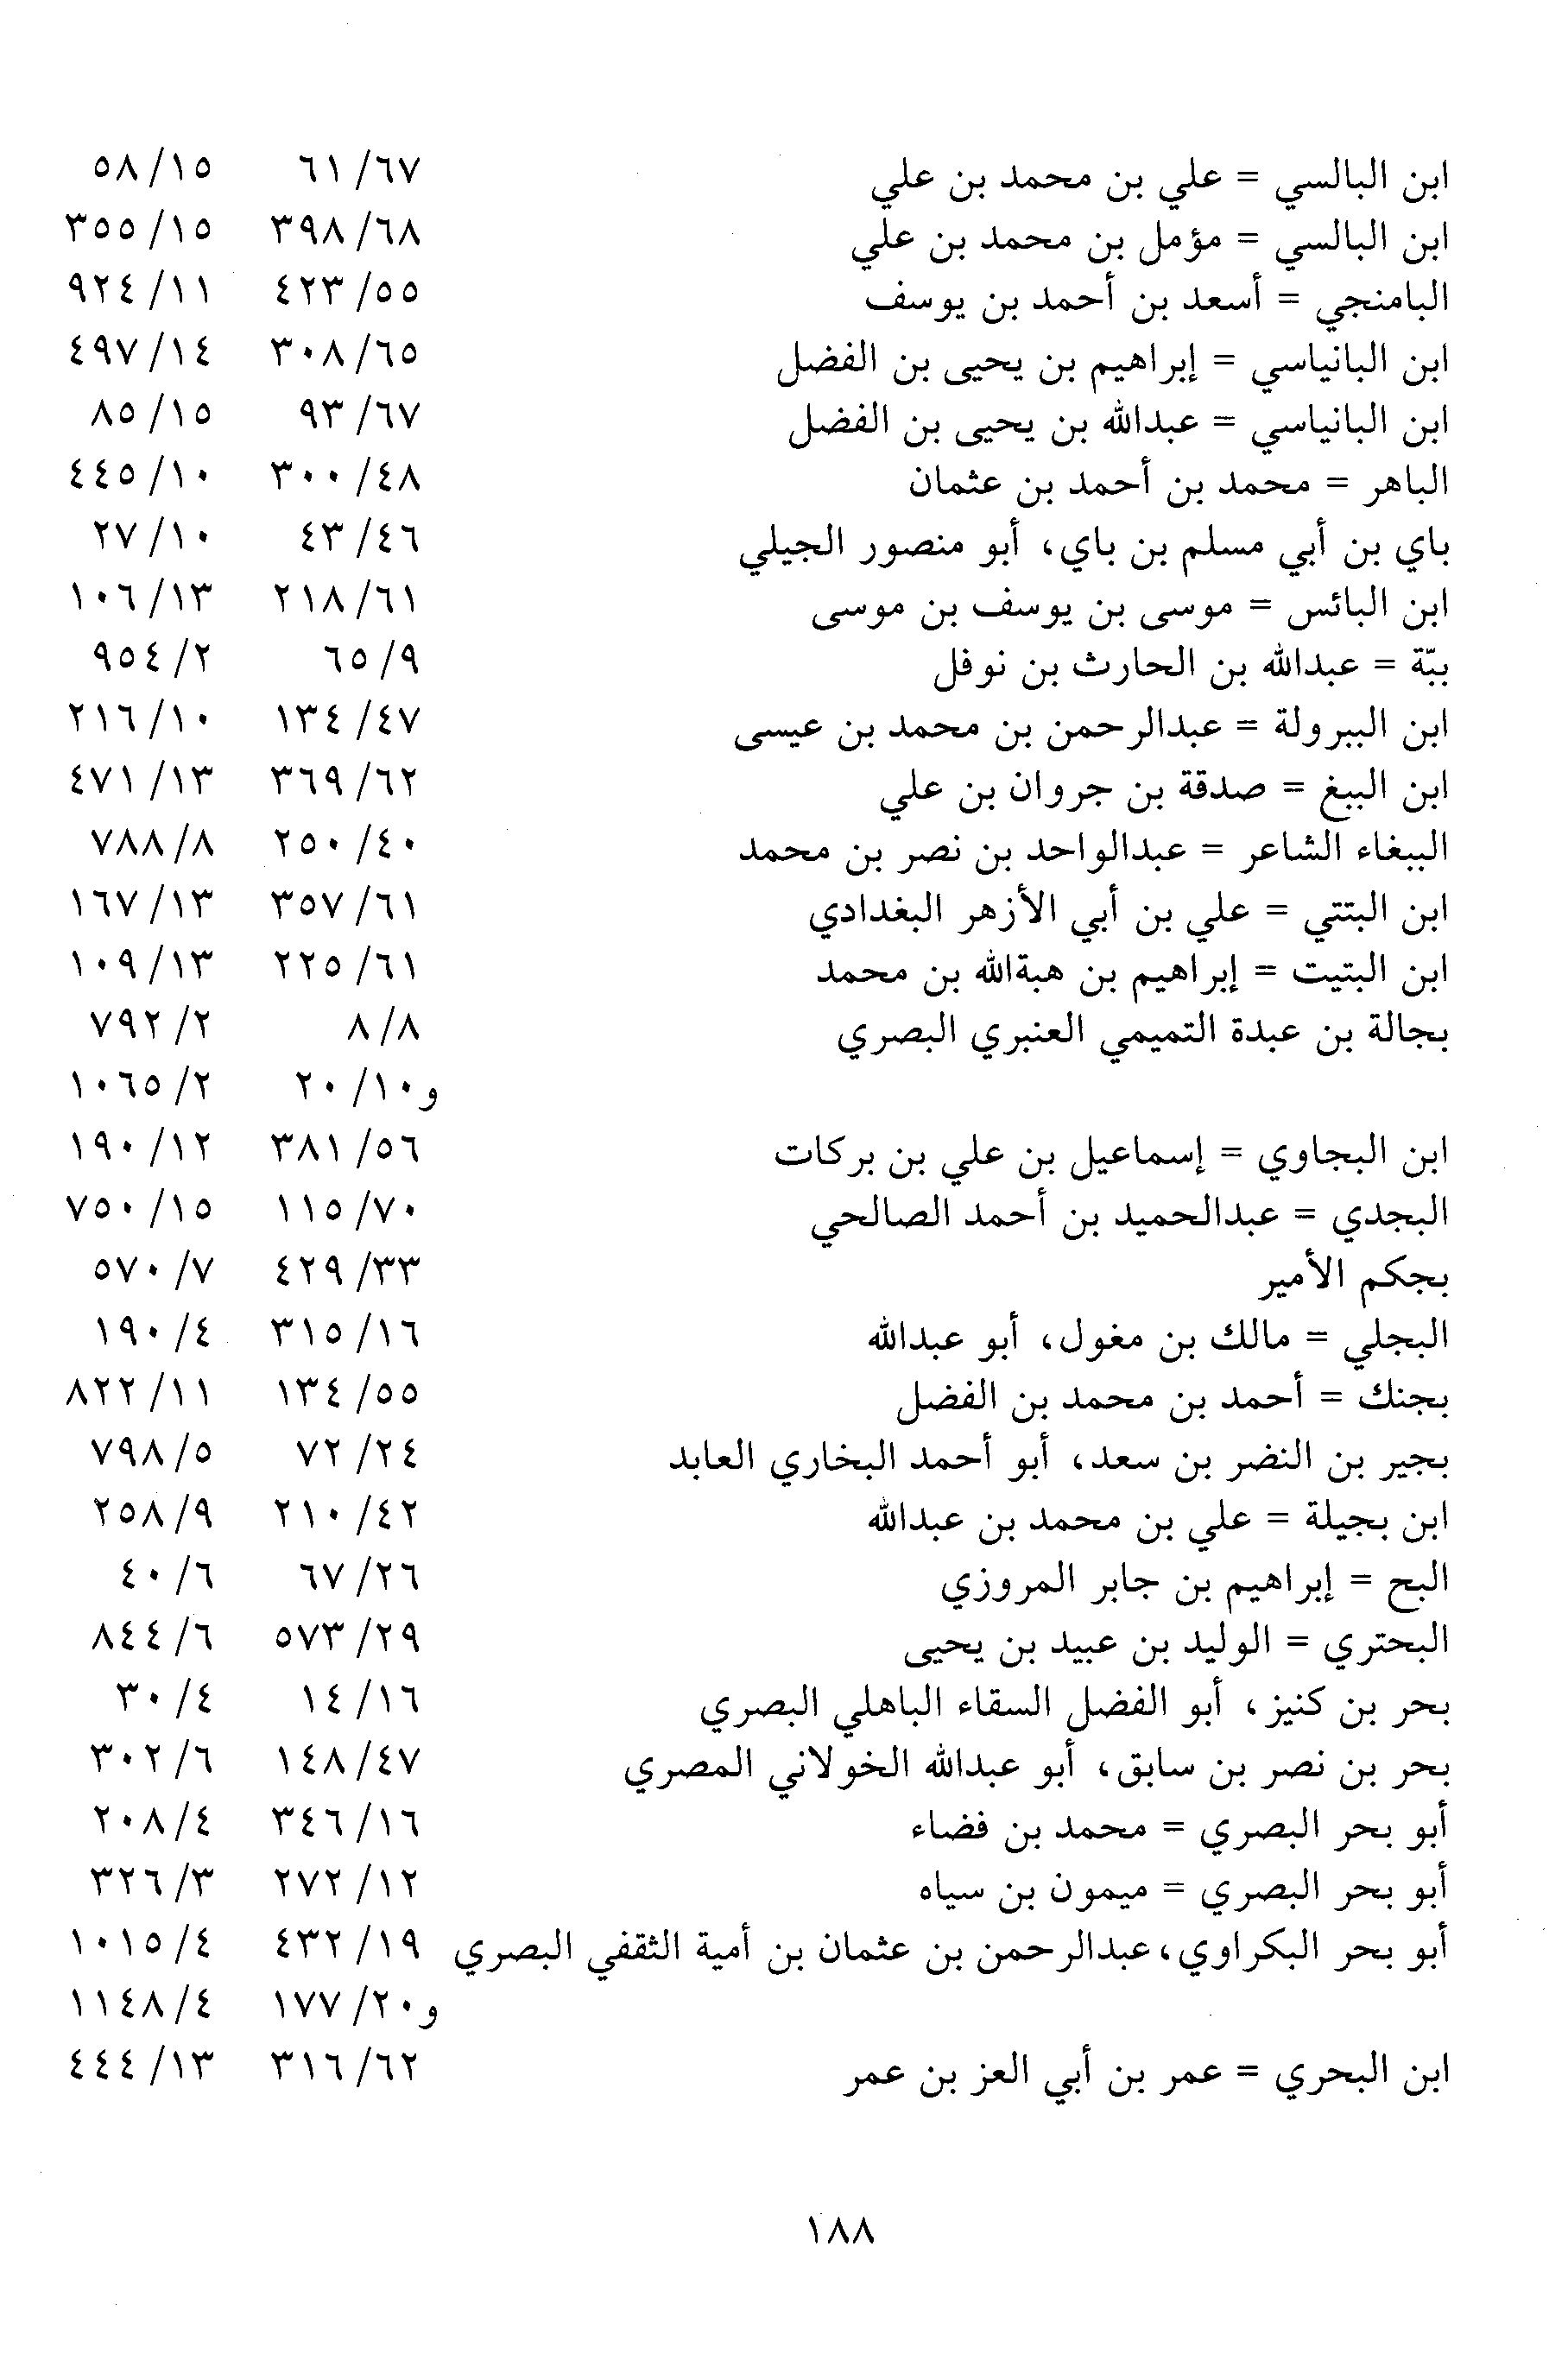 ابن البالسي = علي بن محمد بن علي ٦٧/ ٦١ ١٥/ ٥٨
ابن البالسي = مؤمل بن محمد بن علي ٦٨/ ٣٩٨ ١٥/ ٣٥٥
البامنجي = أسعد بن أحمد بن يوسف ٥٥/ ٤٢٣ ١١/ ٩٢٤
ابن البانياسي = إبراهيم بن يحيى بن الفضل ٦٥/ ٣٠٨ ١٤/ ٤٩٧
ابن البانياسي = عبدالله بن يحيى بن الفضل ٦٧/ ٩٣ ١٥/ ٨٥
الباهر = محمد بن أحمد بن عثمان ٤٨/ ٣٠٠ ١٠/ ٤٤٥
باي بن أبي مسلم بن باي، أبو منصور الجيلي ٤٦/ ٤٣ ١٠/ ٢٧
ابن البائس = موسى بن يوسف بن موسى ٦١/ ٢١٨ ١٣/ ١٠٦
ببّة = عبدالله بن الحارث بن نوفل ٩/ ٦٥ ٢/ ٩٥٤
ابن الببرولة = عبدالرحمن بن محمد بن عيسى ٤٧/ ١٣٤ ١٠/ ٢١٦
ابن الببغ = صدقة بن جروان بن علي ٦٢/ ٣٦٩ ١٣/ ٤٧١
الببغاء الشاعر = عبدالواحد بن نصر بن محمد ٤٠/ ٢٥٠ ٨/ ٧٨٨
ابن البتتي = علي بن أبي الأزهر البغدادي ٦١/ ٣٥٧ ١٣/ ١٦٧
ابن البتيت = إبراهيم بن هبةالله بن محمد ٦١/ ٢٢٥ ١٣/ ١٠٩
بجالة بن عبدة التميمي العنبري البصري ٨/ ٨ ٢/ ٧٩٢
و١٠/ ٢٠ ٢/ ١٠٦٥
ابن البجاوي = إسماعيل بن علي بن بركات ٥٦/ ٣٨١ ١٢/ ١٩٠
البجدي = عبدالحميد بن أحمد الصالحي ٧٠/ ١١٥ ١٥/ ٧٥٠
بجكم الأمير ٣٣/ ٤٢٩ ٧/ ٥٧٠
البجلي = مالك بن مغول، أبو عبدالله ١٦/ ٣١٥ ٤/ ١٩٠
بجنك = أحمد بن محمد بن الفضل ٥٥/ ١٣٤ ١١/ ٨٢٢
بجير بن النضر بن سعد، أبو أحمد البخاري العابد ٢٤/ ٧٢ ٥/ ٧٩٨
ابن بجيلة = علي بن محمد بن عبدالله ٤٢/ ٢١٠ ٩/ ٢٥٨
البح = إبراهيم بن جابر المروزي ٢٦/ ٦٧ ٦/ ٤٠
البحتري = الوليد بن عبيد بن يحيى ٢٩/ ٥٧٣ ٦/ ٨٤٤
بحر بن كنيز، أبو الفضل السقاء الباهلي البصري ١٦/ ١٤ ٤/ ٣٠
بحر بن نصر بن سابق، أبو عبدالله الخولاني المصري ٤٧/ ١٤٨ ٦/ ٣٠٢
أبو بحر البصري = محمد بن فضاء ١٦/ ٣٤٦ ٤/ ٢٠٨
أبو بحر البصري = ميمون بن سياه ١٢/ ٢٧٢ ٣/ ٣٢٦
أبو بحر البكراوي، عبدالرحمن بن عثمان بن أمية الثقفي البصري ١٩/ ٤٣٢ ٤/ ١٠١٥
و٢٠/ ١٧٧ ٤/ ١١٤٨
ابن البحري = عمر بن أبي العز بن عمر ٦٢/ ٣١٦ ١٣/ ٤٤٤
١٨٨